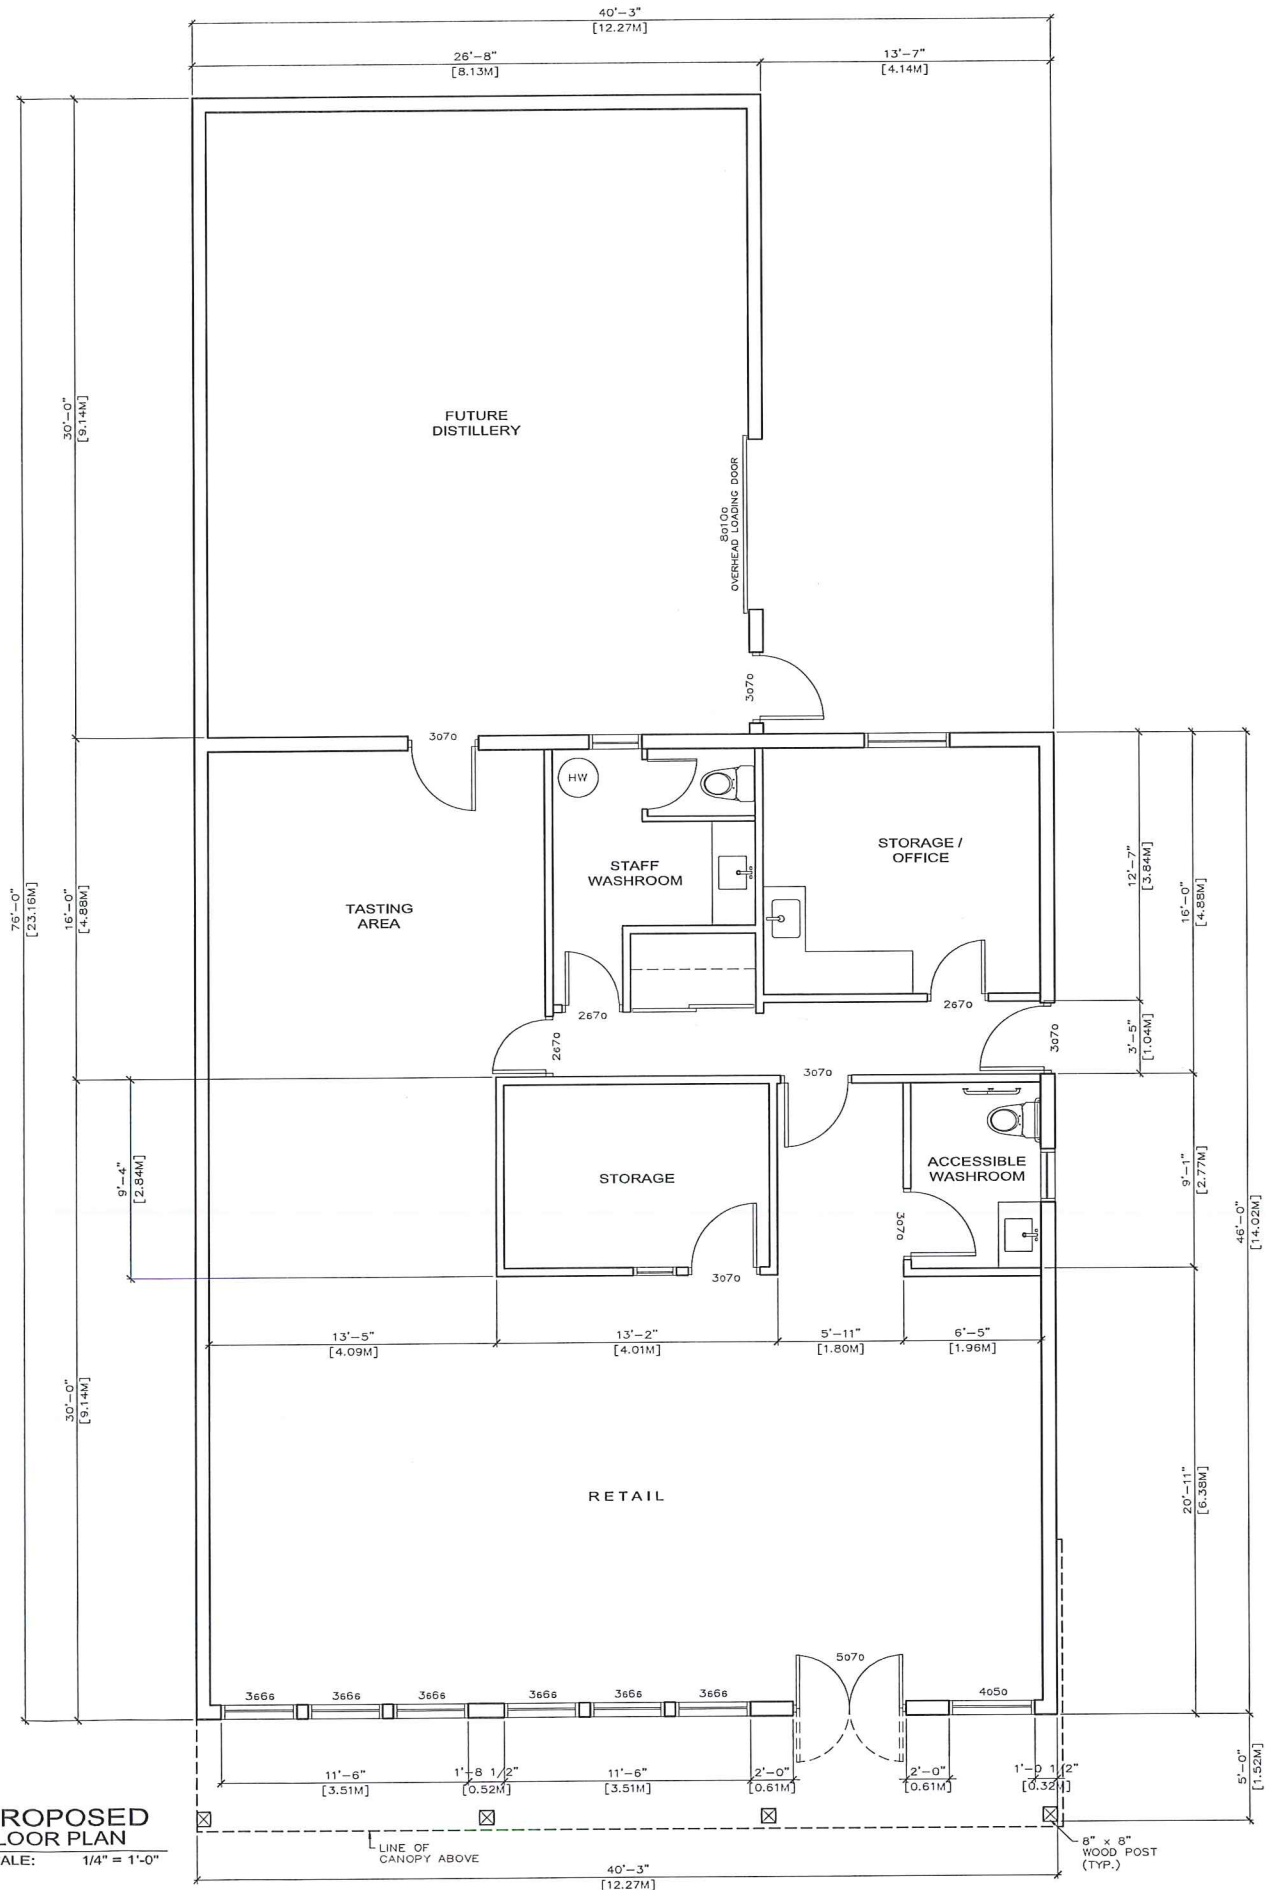 40'-3"
[12.27M]
26'-8"
[8.13M]
13'-7"
[4.14M]
30'-0"
[9.14M]
FUTURE
DISTILLERY
8010o
OVERHEAD LOADING DOOR
3070
3070
HW
76'-0"
[23.16M]
16'-0"
[4.88M]
TASTING
AREA
STAFF
WASHROOM
STORAGE /
OFFICE
12'-7"
[3.84M]
16'-0"
[4.88M]
2670
2670
2670
3070
3'-5"
[1.04M]
3070
9'-4"
[2.84M]
STORAGE
ACCESSIBLE
WASHROOM
3070
3070
9'-1"
[2.77M]
46'-0"
[14.02M]
13'-5"
[4.09M]
13'-2"
[4.01M]
5'-11"
[1.80M]
6'-5"
[1.96M]
30'-0"
[9.14M]
RETAIL
20'-11"
[6.38M]
5070
3666
3666
3666
3666
3666
3666
4050
11'-6"
[3.51M]
1'-8 1/2"
[0.52M]
11'-6"
[3.51M]
2'-0"
[0.61M]
2'-0"
[0.61M]
1'-0 1/2"
[0.32M]
5'-0"
[1.52M]
ROPOSED
LOOR PLAN
ALE: 1/4" = 1'-0"
LINE OF
CANOPY ABOVE
8" x 8"
WOOD POST
(TYP.)
40'-3"
[12.27M]